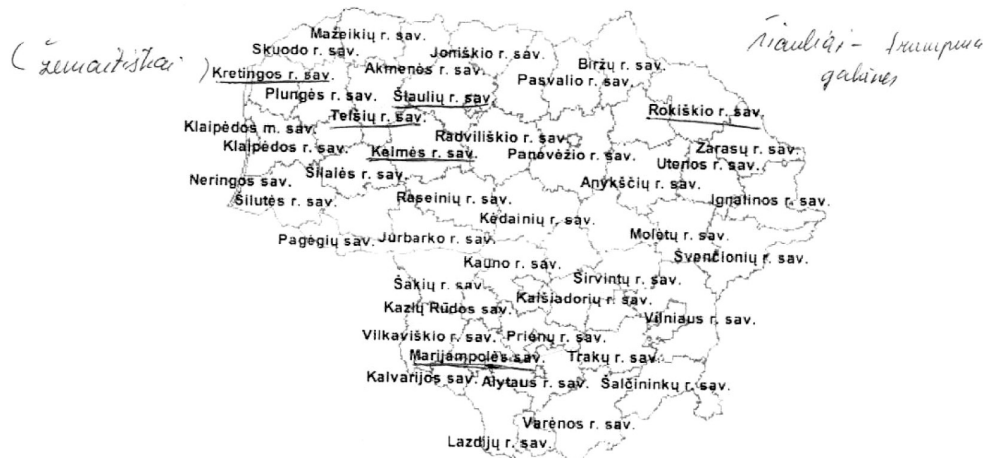 Mažeikių r. sav.
Skuodo r. sav.
Joniškio r. sav.
Šiauliai - trumpina
galūnes
(žemaitiškai)
Kretingos r. sav.
Akmenės r. sav.
Biržų r. sav.
Pasvalio r. sav.
Plungės r. sav.
Šiaulių r. sav.
Rokiškio r. sav.
Telšių r. sav.
Klaipėdos m. sav.
Radviliškio r. sav.
Zarasų r. sav.
Klaipėdos r. sav.
Kelmės r. sav.
Panevėžio r. sav.
Utenos r. sav.
Neringos sav.
Šilalės r. sav.
Anykščių r. sav.
Šilutės r. sav.
Raseinių r. sav.
Ignalinos r. sav.
Kėdainių r. sav.
Pagėgių sav.
Jurbarko r. sav.
Molėtų r. sav.
Švenčionių r. sav.
Kauno r. sav.
Širvintų r. sav.
Šakių r. sav.
Kaišiadorių r. sav.
Kazlų Rūdos sav.
Vilniaus r. sav.
Vilkaviškio r. sav.
Prienų r. sav.
Marijampolės sav.
Trakų r. sav.
Kalvarijos sav.
Alytaus r. sav.
Šalčininkų r. sav.
Varėnos r. sav.
Lazdijų r. sav.